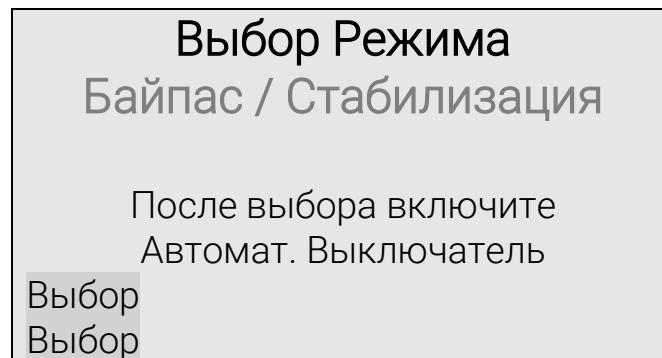 Выбор Режима
Байпас / Стабилизация
После выбора включите
Автомат. Выключатель
Выбор
Выбор